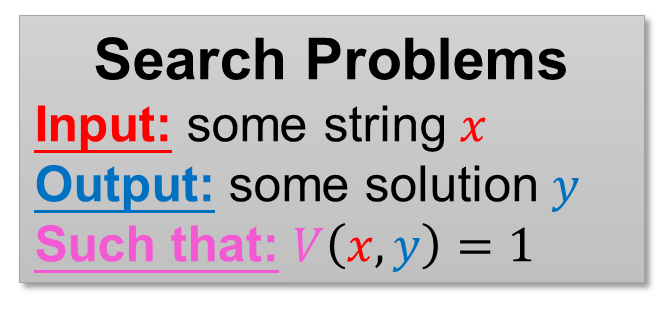 Search Problems
Input: some string x
Output: some solution y
Such that: V(x, y) = 1